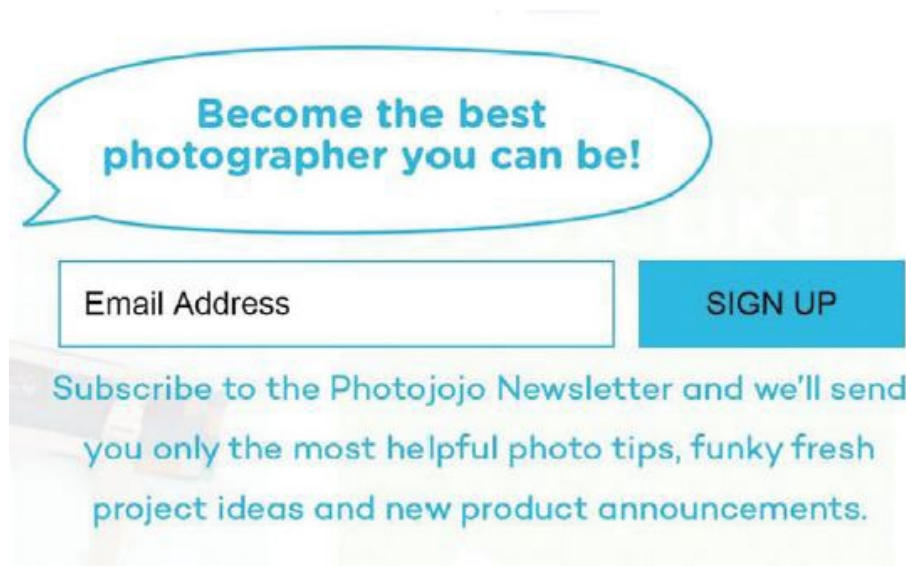 Become the best
photographer you can be!
Email Address
SIGN UP
Subscribe to the Photojojo Newsletter and we'll send
you only the most helpful photo tips, funky fresh
project ideas and new product announcements.